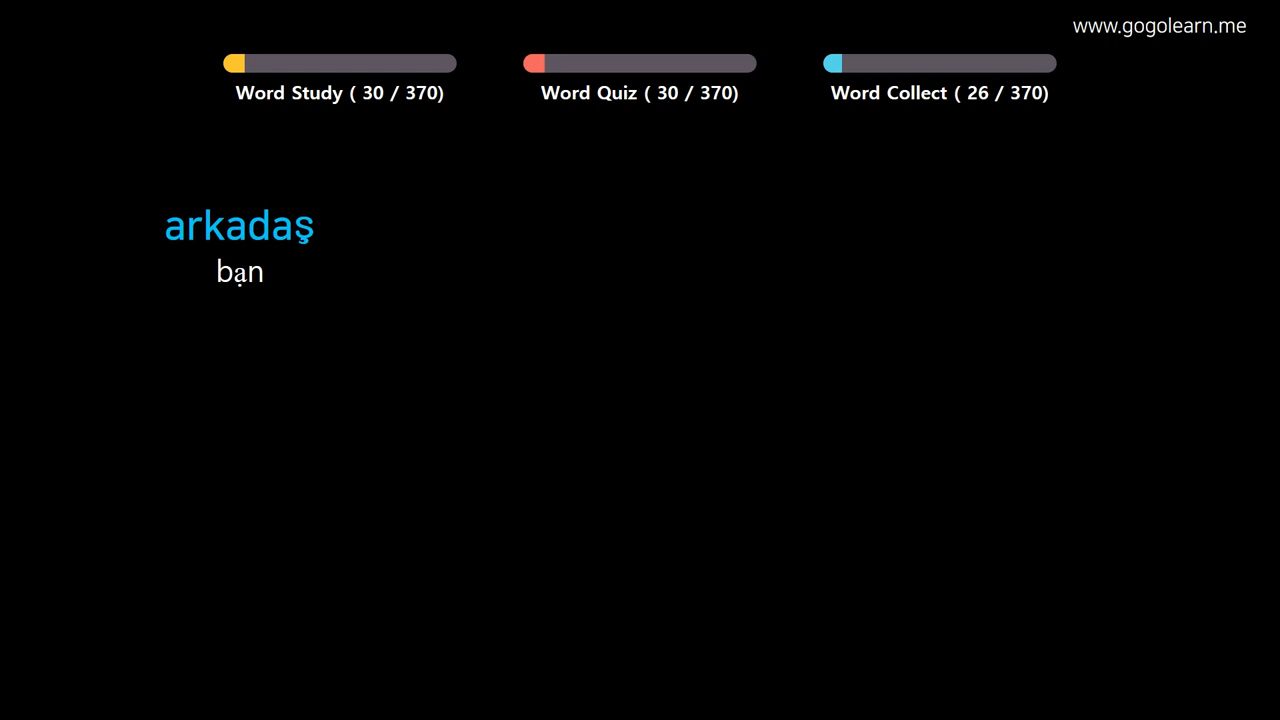 www.gogolearn.me
Word Study ( 30 / 370)
Word Quiz ( 30 / 370)
Word Collect ( 26 / 370)
arkadaş
bạn